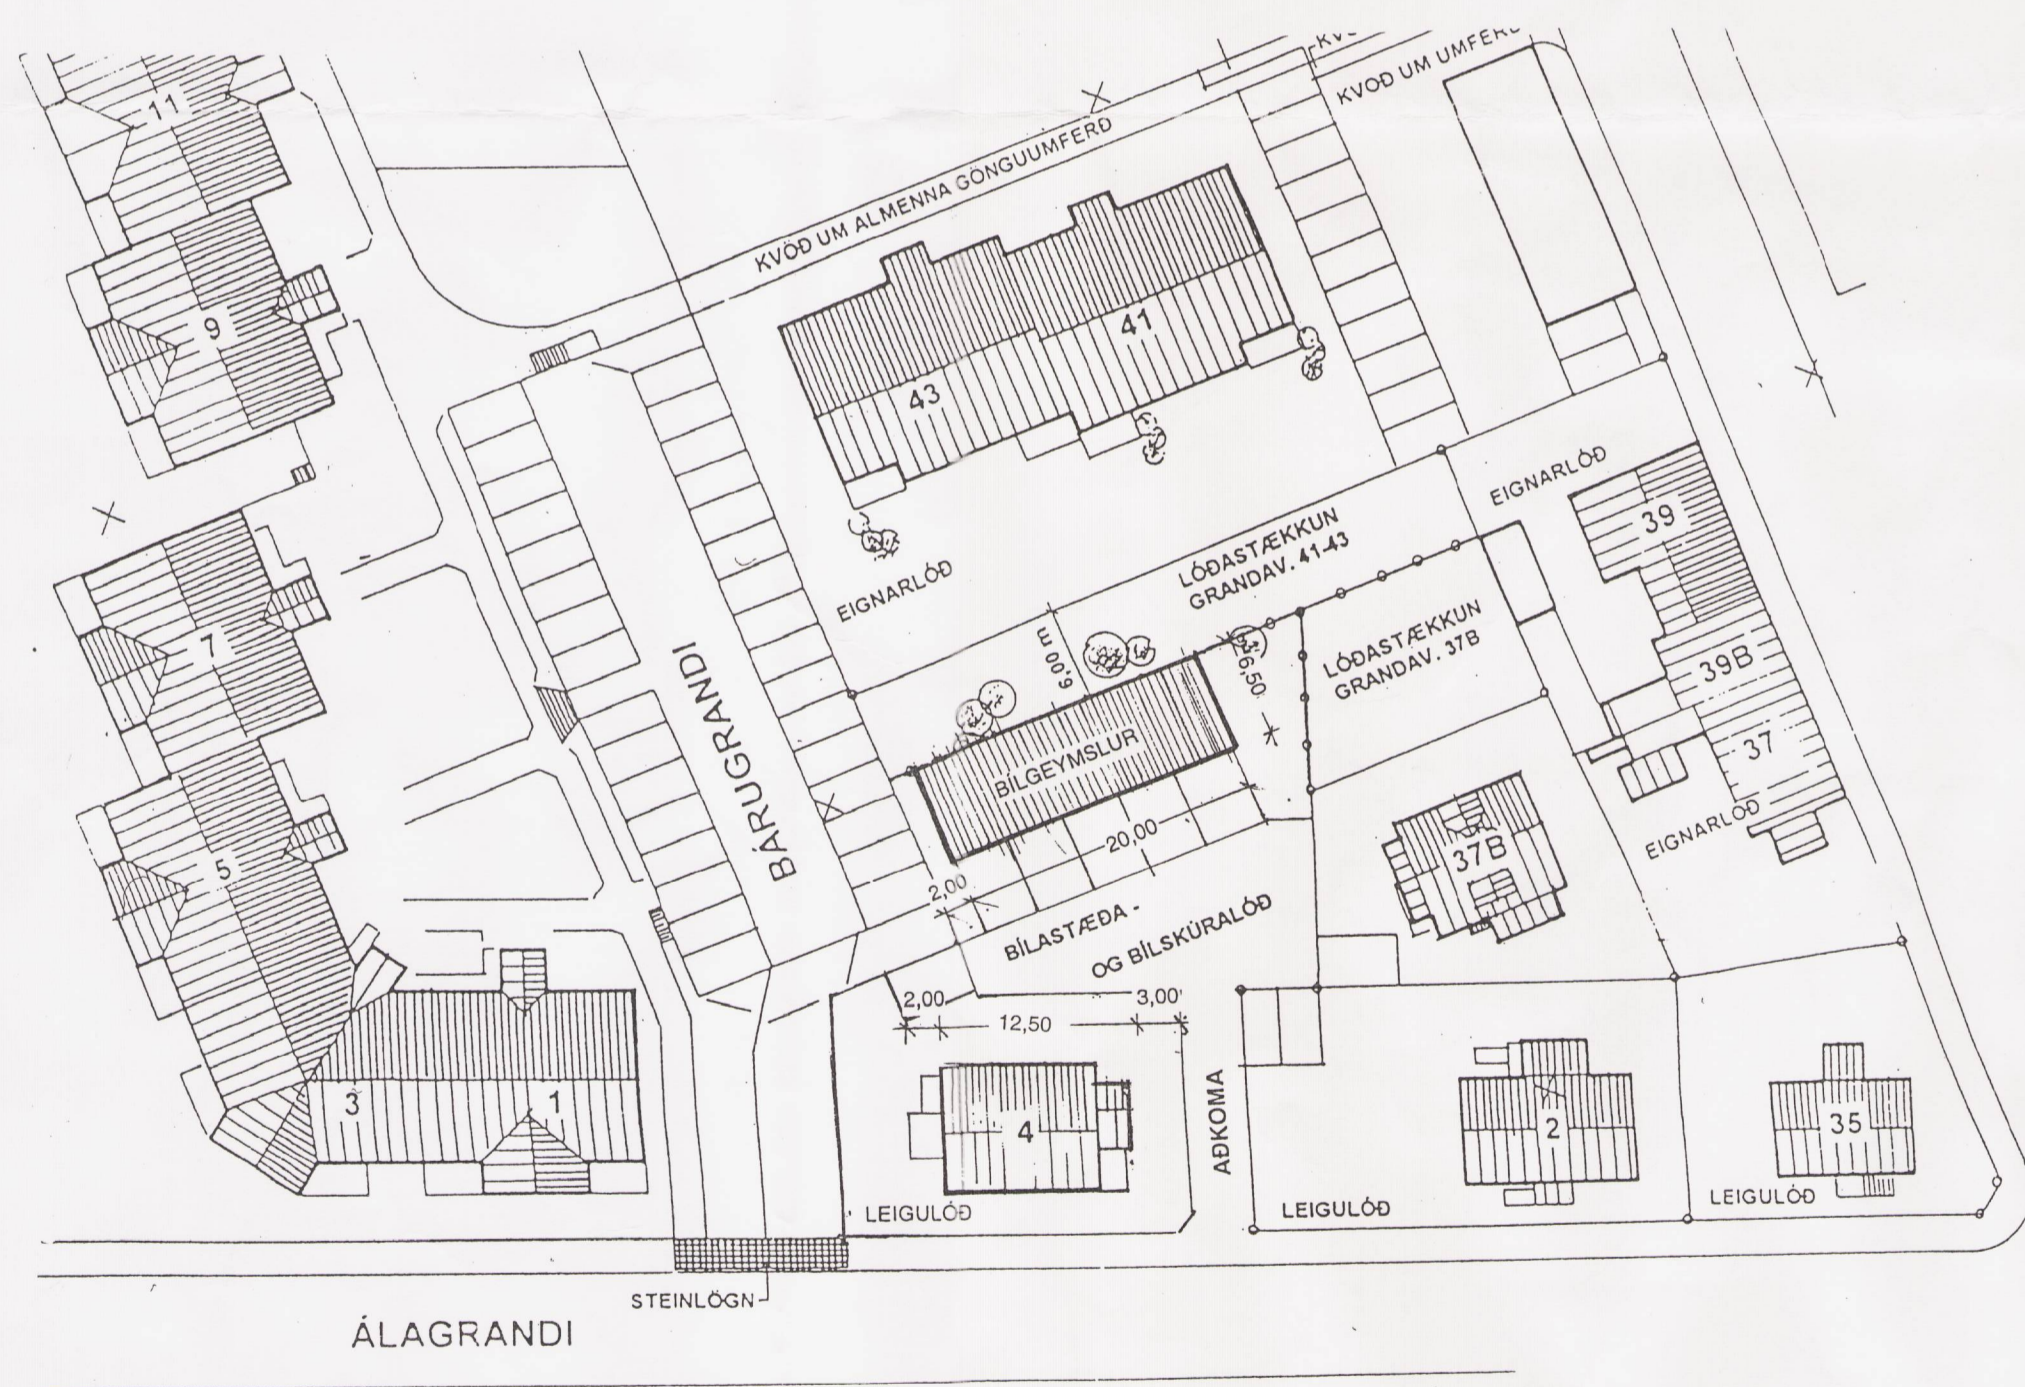 KVÖÐ UM UMFERÐ
KVÖÐ UM ALMENNA GÖNGUUMFERÐ
11
9
7
5
3
1
43
41
EIGNARLÓÐ
EIGNARLÓÐ
39
39B
37
EIGNARLÓÐ
LÓÐASTÆKKUN
GRANDAV. 41-43
LÓÐASTÆKKUN
GRANDAV. 37B
6,00 m
6,50
BÁRUGRANDI
BÍLGEYMSLUR
37B
20,00
2,00
BÍLASTÆÐA -
OG BÍLSKÚRALÓÐ
2,00
12,50
3,00
4
AÐKOMA
2
35
LEIGULÓÐ
LEIGULÓÐ
LEIGULÓÐ
STEINLÖGN
ÁLAGRANDI